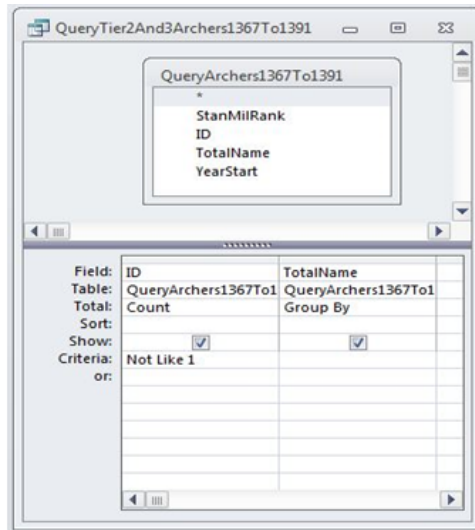 QueryTier2And3Archers1367To1391
QueryArchers1367To1391
*
StanMilRank
ID
TotalName
YearStart
Field: ID TotalName
Table: QueryArchers1367To1 QueryArchers1367To1
Total: Count Group By
Sort:
Show:
Criteria: Not Like 1
or: